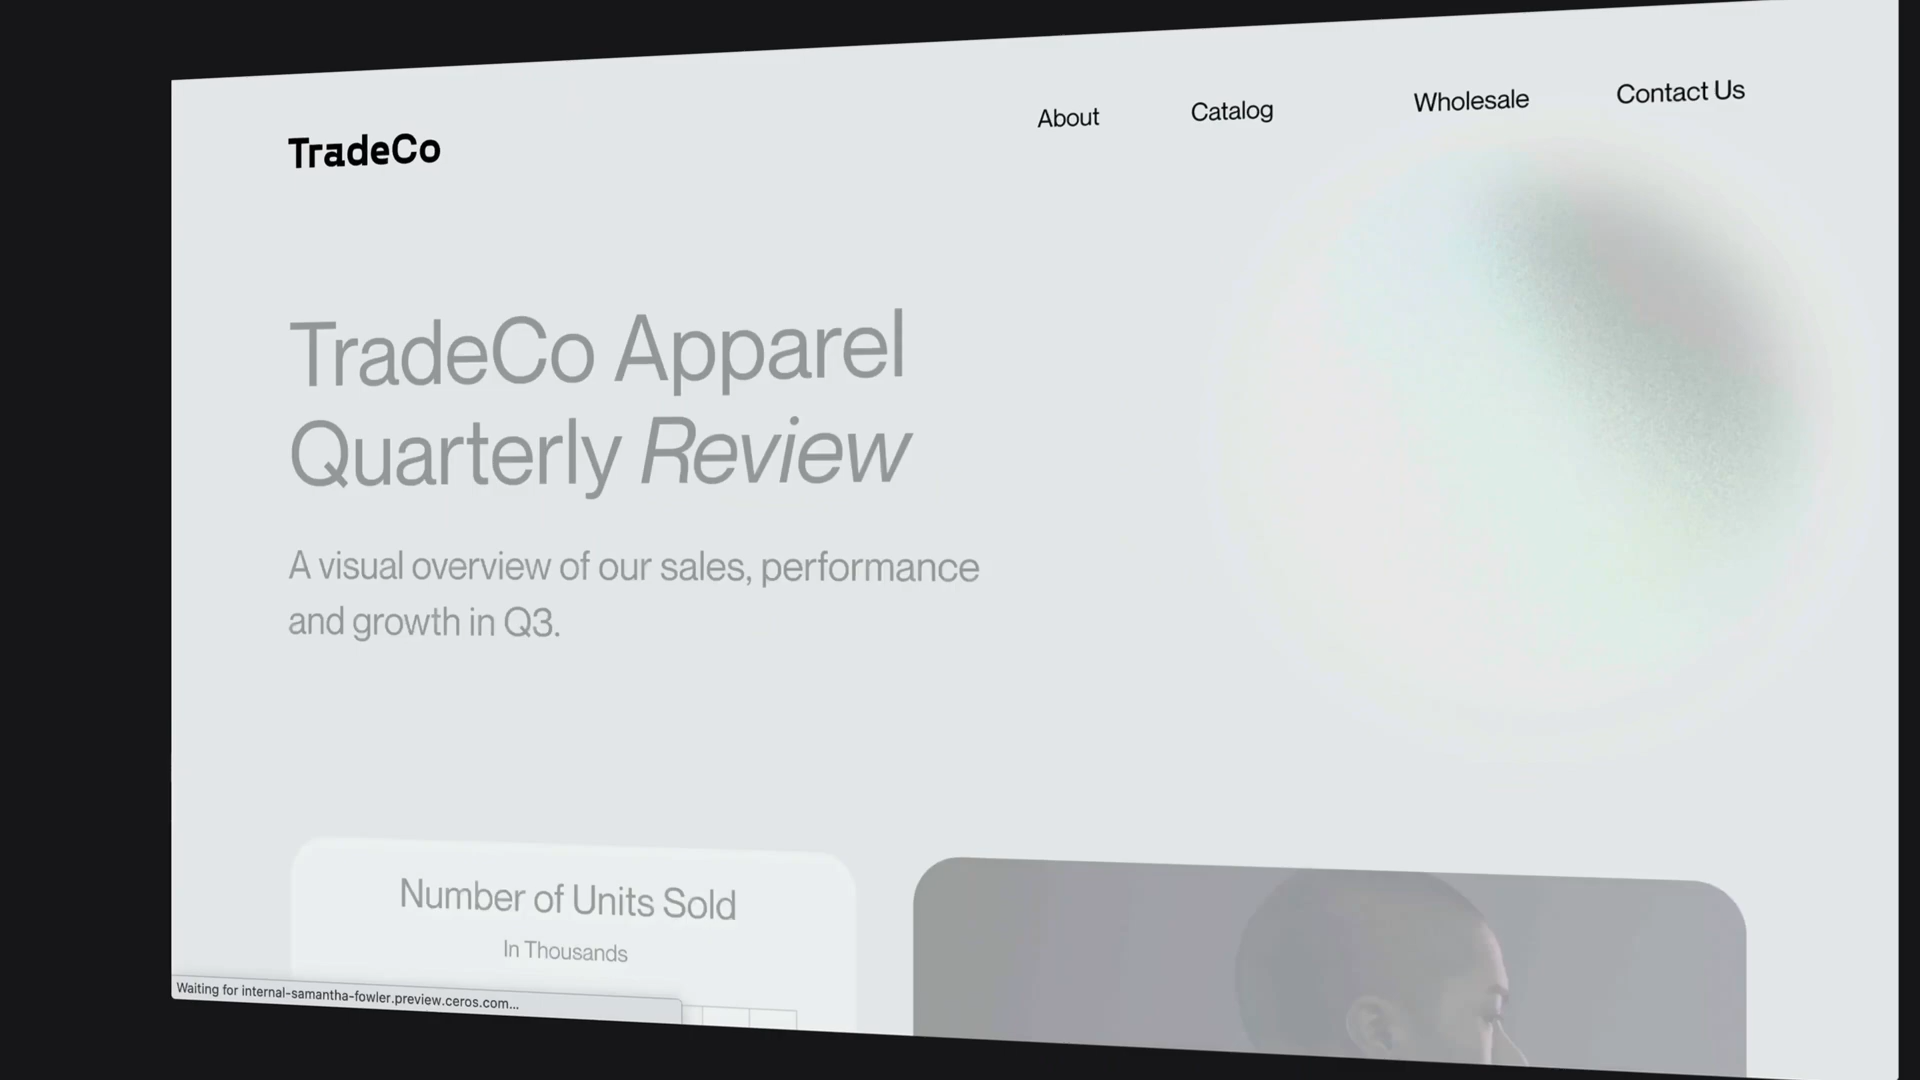 TradeCo
About
Catalog
Wholesale
Contact Us
TradeCo Apparel
Quarterly Review
A visual overview of our sales, performance
and growth in Q3.
Number of Units Sold
In Thousands
Waiting for internal-samantha-fowler.preview.ceros.com...